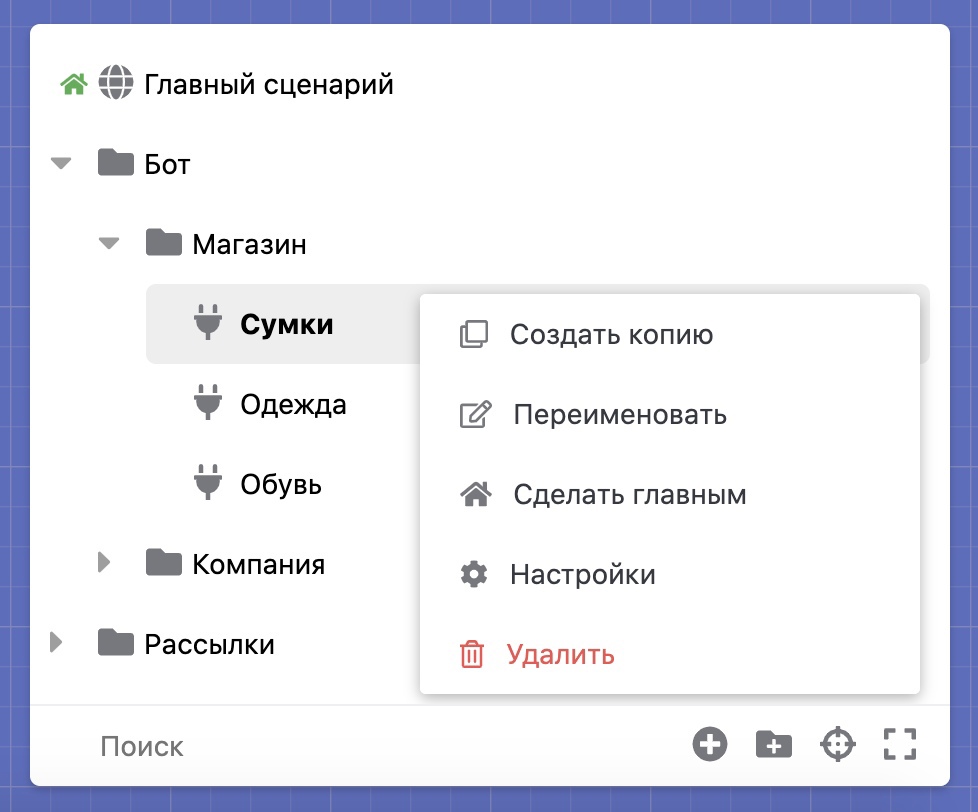 Главный сценарий
Бот
Магазин
Сумки
Одежда
Обувь
Компания
Рассылки
Создать копию
Переименовать
Сделать главным
Настройки
Удалить
Поиск